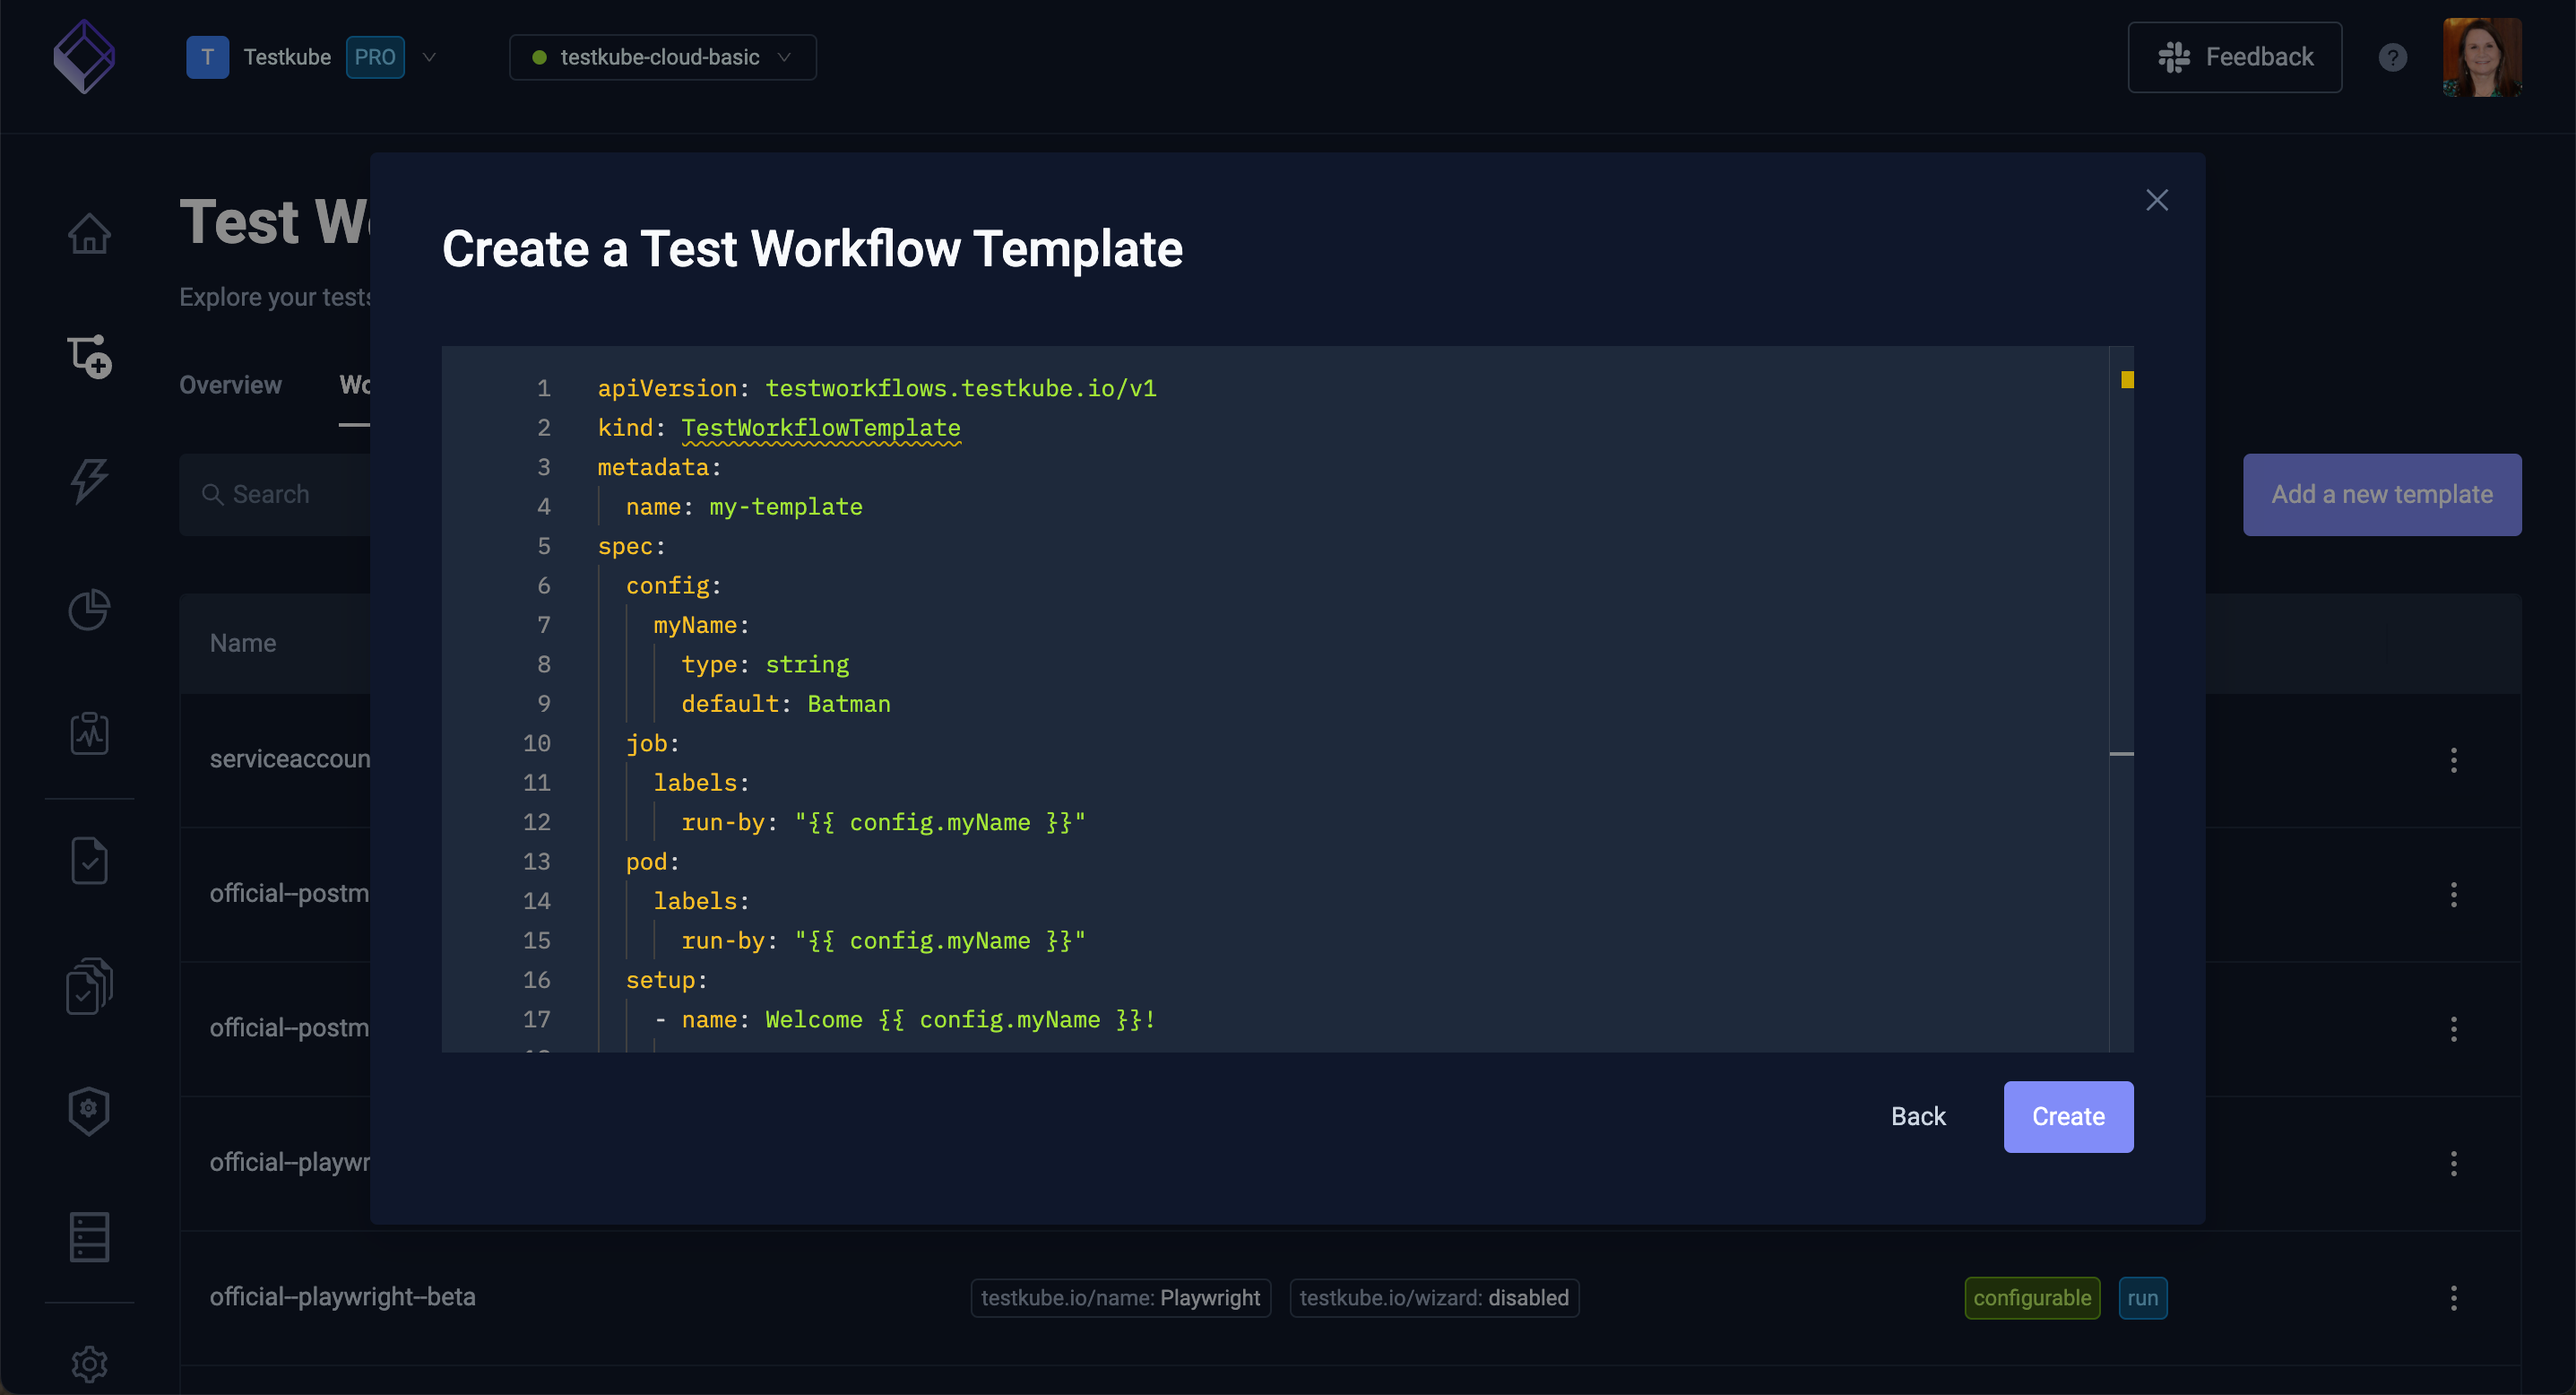 T Testkube PRO testkube-cloud-basic Feedback ?
Test Wo
Explore your tests
Overview Wo
Search
Add a new template
Name
serviceaccoun
official--postm
official--postm
official--playwr
official--playwright--beta testkube.io/name: Playwright testkube.io/wizard: disabled configurable run
Create a Test Workflow Template
1 apiVersion: testworkflows.testkube.io/v1
2 kind: TestWorkflowTemplate
3 metadata:
4 name: my-template
5 spec:
6 config:
7 myName:
8 type: string
9 default: Batman
10 job:
11 labels:
12 run-by: "{{ config.myName }}"
13 pod:
14 labels:
15 run-by: "{{ config.myName }}"
16 setup:
17 - name: Welcome {{ config.myName }}!
Back Create